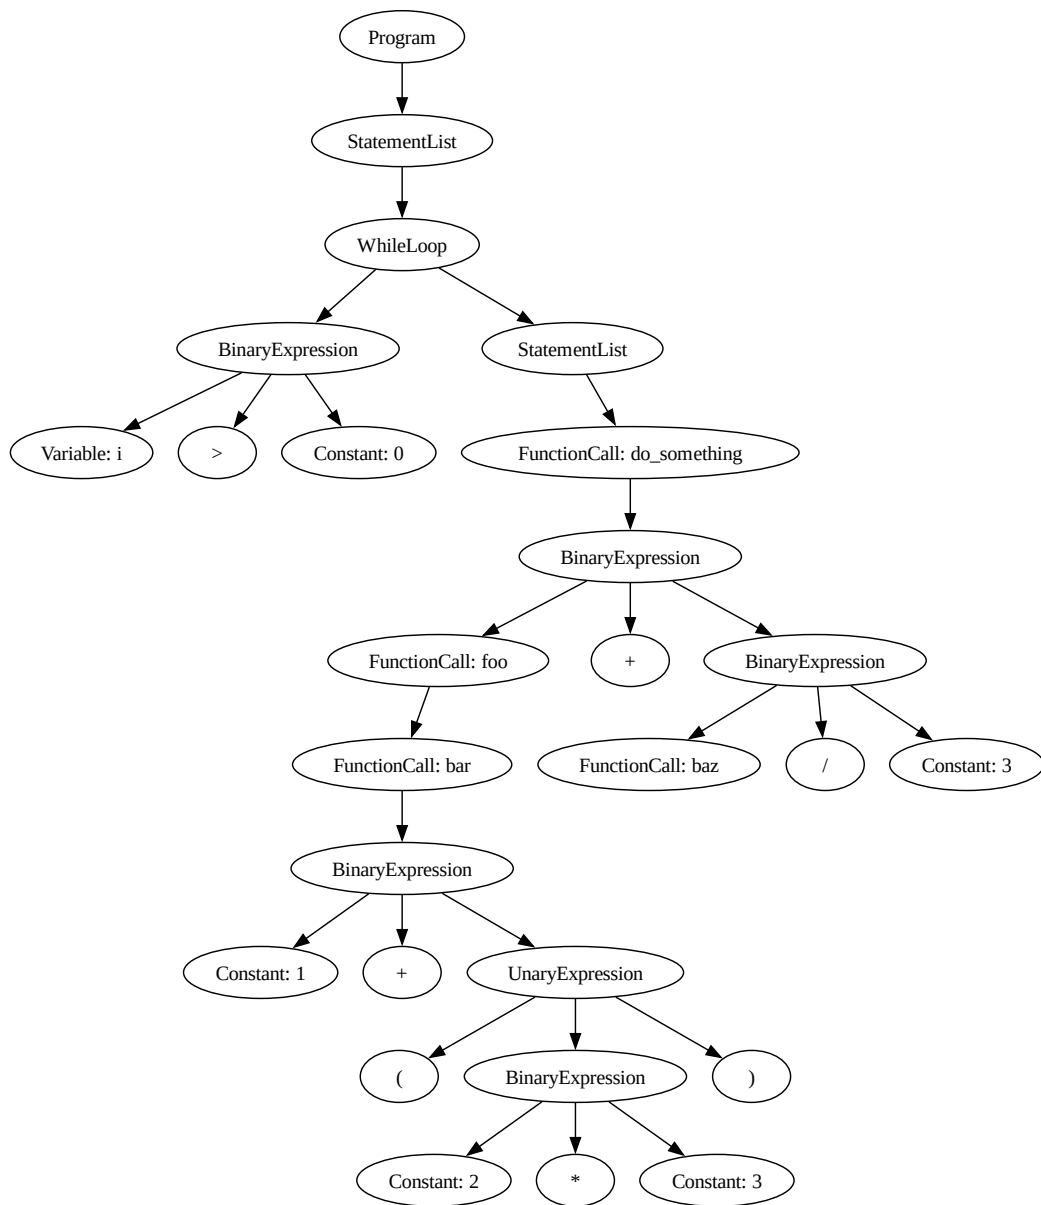 Program
StatementList
WhileLoop
BinaryExpression
StatementList
Variable: i
>
Constant: 0
FunctionCall: do_something
BinaryExpression
FunctionCall: foo
+
BinaryExpression
FunctionCall: bar
FunctionCall: baz
/
Constant: 3
BinaryExpression
Constant: 1
+
UnaryExpression
(
BinaryExpression
)
Constant: 2
*
Constant: 3